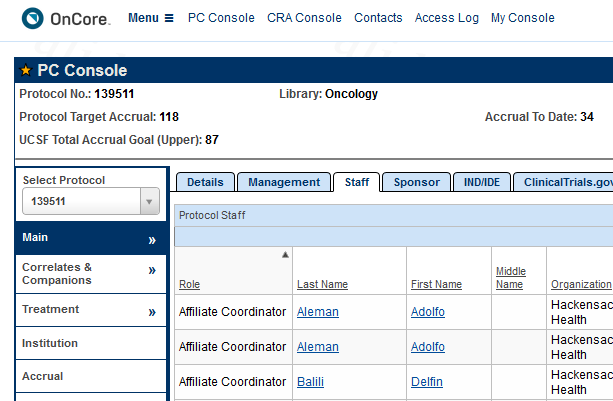 OnCore. Menu ≡ PC Console CRA Console Contacts Access Log My Console
PC Console
Protocol No.: 139511 Library: Oncology
Protocol Target Accrual: 118 Accrual To Date: 34
UCSF Total Accrual Goal (Upper): 87
Select Protocol
139511
Main »
Correlates & Companions »
Treatment »
Institution
Accrual
Details Management Staff Sponsor IND/IDE ClinicalTrials.gov
Protocol Staff
Role Last Name First Name Middle Name Organization
Affiliate Coordinator Aleman Adolfo Hackensac Health
Affiliate Coordinator Aleman Adolfo Hackensac Health
Affiliate Coordinator Balili Delfin Hackensac Health